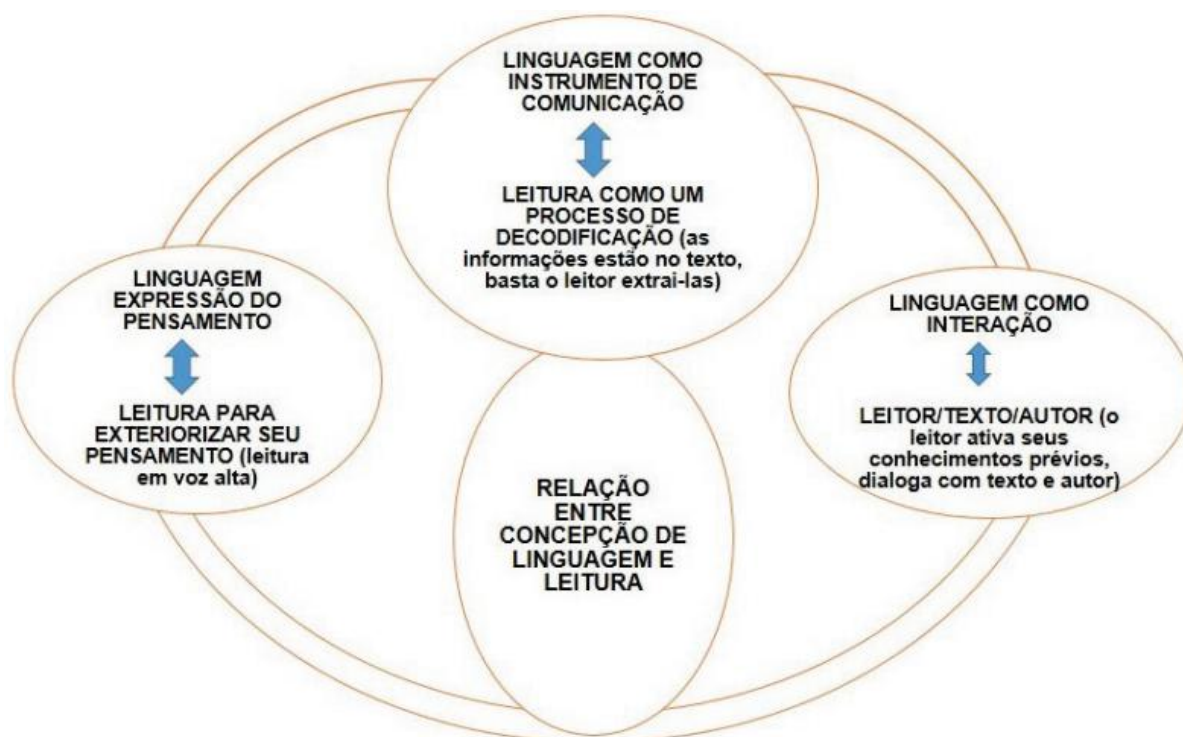 LINGUAGEM COMO
INSTRUMENTO DE
COMUNICAÇÃO
LEITURA COMO UM
PROCESSO DE
DECODIFICAÇÃO (as
informações estão no texto,
basta o leitor extrai-las)
LINGUAGEM
EXPRESSÃO DO
PENSAMENTO
LEITURA PARA
EXTERIORIZAR SEU
PENSAMENTO (leitura
em voz alta)
LINGUAGEM COMO
INTERAÇÃO
LEITOR/TEXTO/AUTOR (o
leitor ativa seus
conhecimentos prévios,
dialoga com texto e autor)
RELAÇÃO
ENTRE
CONCEPÇÃO DE
LINGUAGEM E
LEITURA